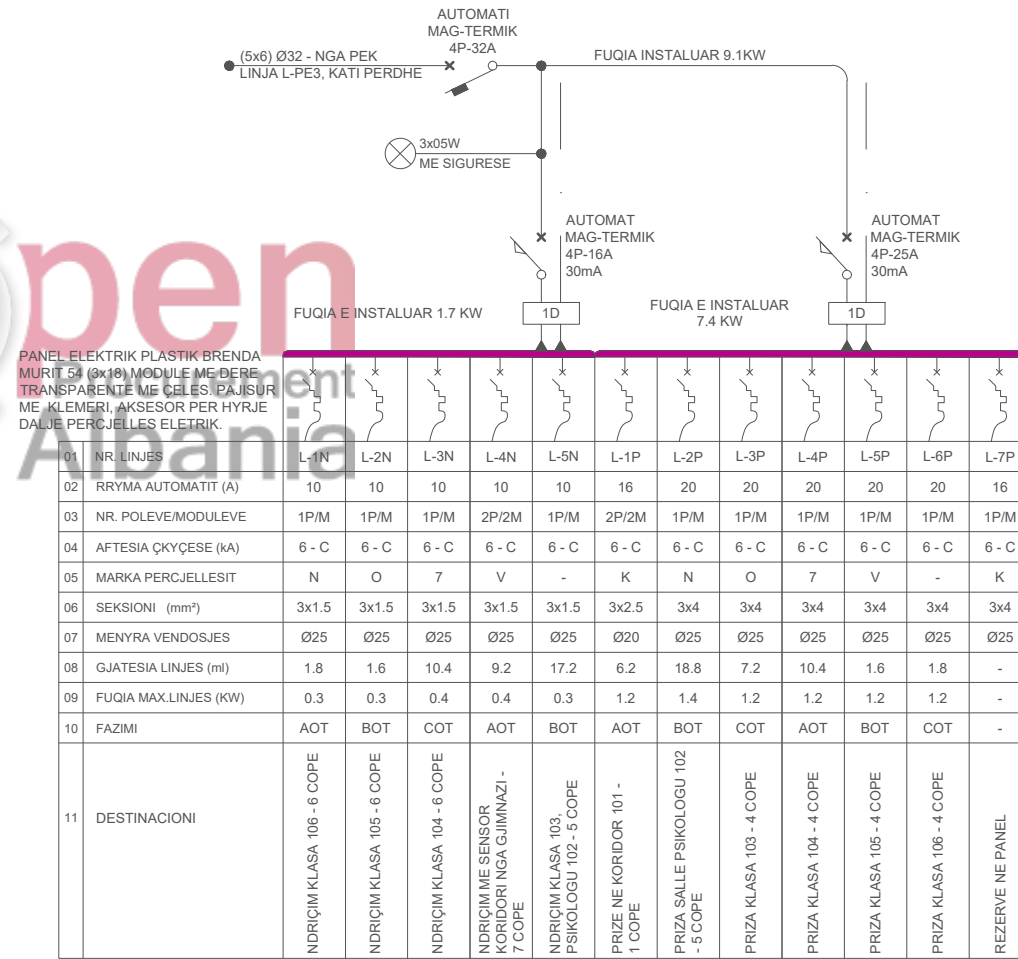 AUTOMATI
MAG-TERMIK
4P-32A
(5x6) Ø32 - NGA PEK
LINJA L-PE3, KATI PERDHE
FUQIA INSTALUAR 9.1KW
3x05W
ME SIGURESE
AUTOMAT
MAG-TERMIK
4P-16A
30mA
AUTOMAT
MAG-TERMIK
4P-25A
30mA
FUQIA E INSTALUAR 1.7 KW
1D
FUQIA E INSTALUAR
7.4 KW
1D
Open
Procurement
Albania
PANEL ELEKTRIK PLASTIK BRENDA
MURIT 54 (3x18) MODULE ME DERE
TRANSPARENTE ME ÇELES. PAJISUR
ME KLEMERI, AKSESOR PER HYRJE
DALJE PERCJELLES ELETRIK.
01 NR. LINJES L-1N L-2N L-3N L-4N L-5N L-1P L-2P L-3P L-4P L-5P L-6P L-7P
02 RRYMA AUTOMATIT (A) 10 10 10 10 10 16 20 20 20 20 20 16
03 NR. POLEVE/MODULEVE 1P/M 1P/M 1P/M 2P/2M 1P/M 2P/2M 1P/M 1P/M 1P/M 1P/M 1P/M 1P/M
04 AFTESIA ÇKYÇESE (kA) 6 - C 6 - C 6 - C 6 - C 6 - C 6 - C 6 - C 6 - C 6 - C 6 - C 6 - C 6 - C
05 MARKA PERCJELLESIT N O 7 V - K N O 7 V - K
06 SEKSIONI (mm²) 3x1.5 3x1.5 3x1.5 3x1.5 3x1.5 3x2.5 3x4 3x4 3x4 3x4 3x4 3x4
07 MENYRA VENDOSJES Ø25 Ø25 Ø25 Ø25 Ø25 Ø20 Ø25 Ø25 Ø25 Ø25 Ø25 Ø25
08 GJATESIA LINJES (ml) 1.8 1.6 10.4 9.2 17.2 6.2 18.8 7.2 10.4 1.6 1.8 -
09 FUQIA MAX.LINJES (KW) 0.3 0.3 0.4 0.4 0.3 1.2 1.4 1.2 1.2 1.2 1.2 -
10 FAZIMI AOT BOT COT AOT BOT AOT BOT COT AOT BOT COT -
11 DESTINACIONI
NDRIÇIM KLASA 106 - 6 COPE
NDRIÇIM KLASA 105 - 6 COPE
NDRIÇIM KLASA 104 - 6 COPE
NDRIÇIM ME SENSOR
KORIDORI NGA GJIMNAZI -
7 COPE
NDRIÇIM KLASA 103,
PSIKOLOGU 102 - 5 COPE
PRIZE NE KORIDOR 101 -
1 COPE
PRIZA SALLE PSIKOLOGU 102
- 5 COPE
PRIZA KLASA 103 - 4 COPE
PRIZA KLASA 104 - 4 COPE
PRIZA KLASA 105 - 4 COPE
PRIZA KLASA 106 - 4 COPE
REZERVE NE PANEL